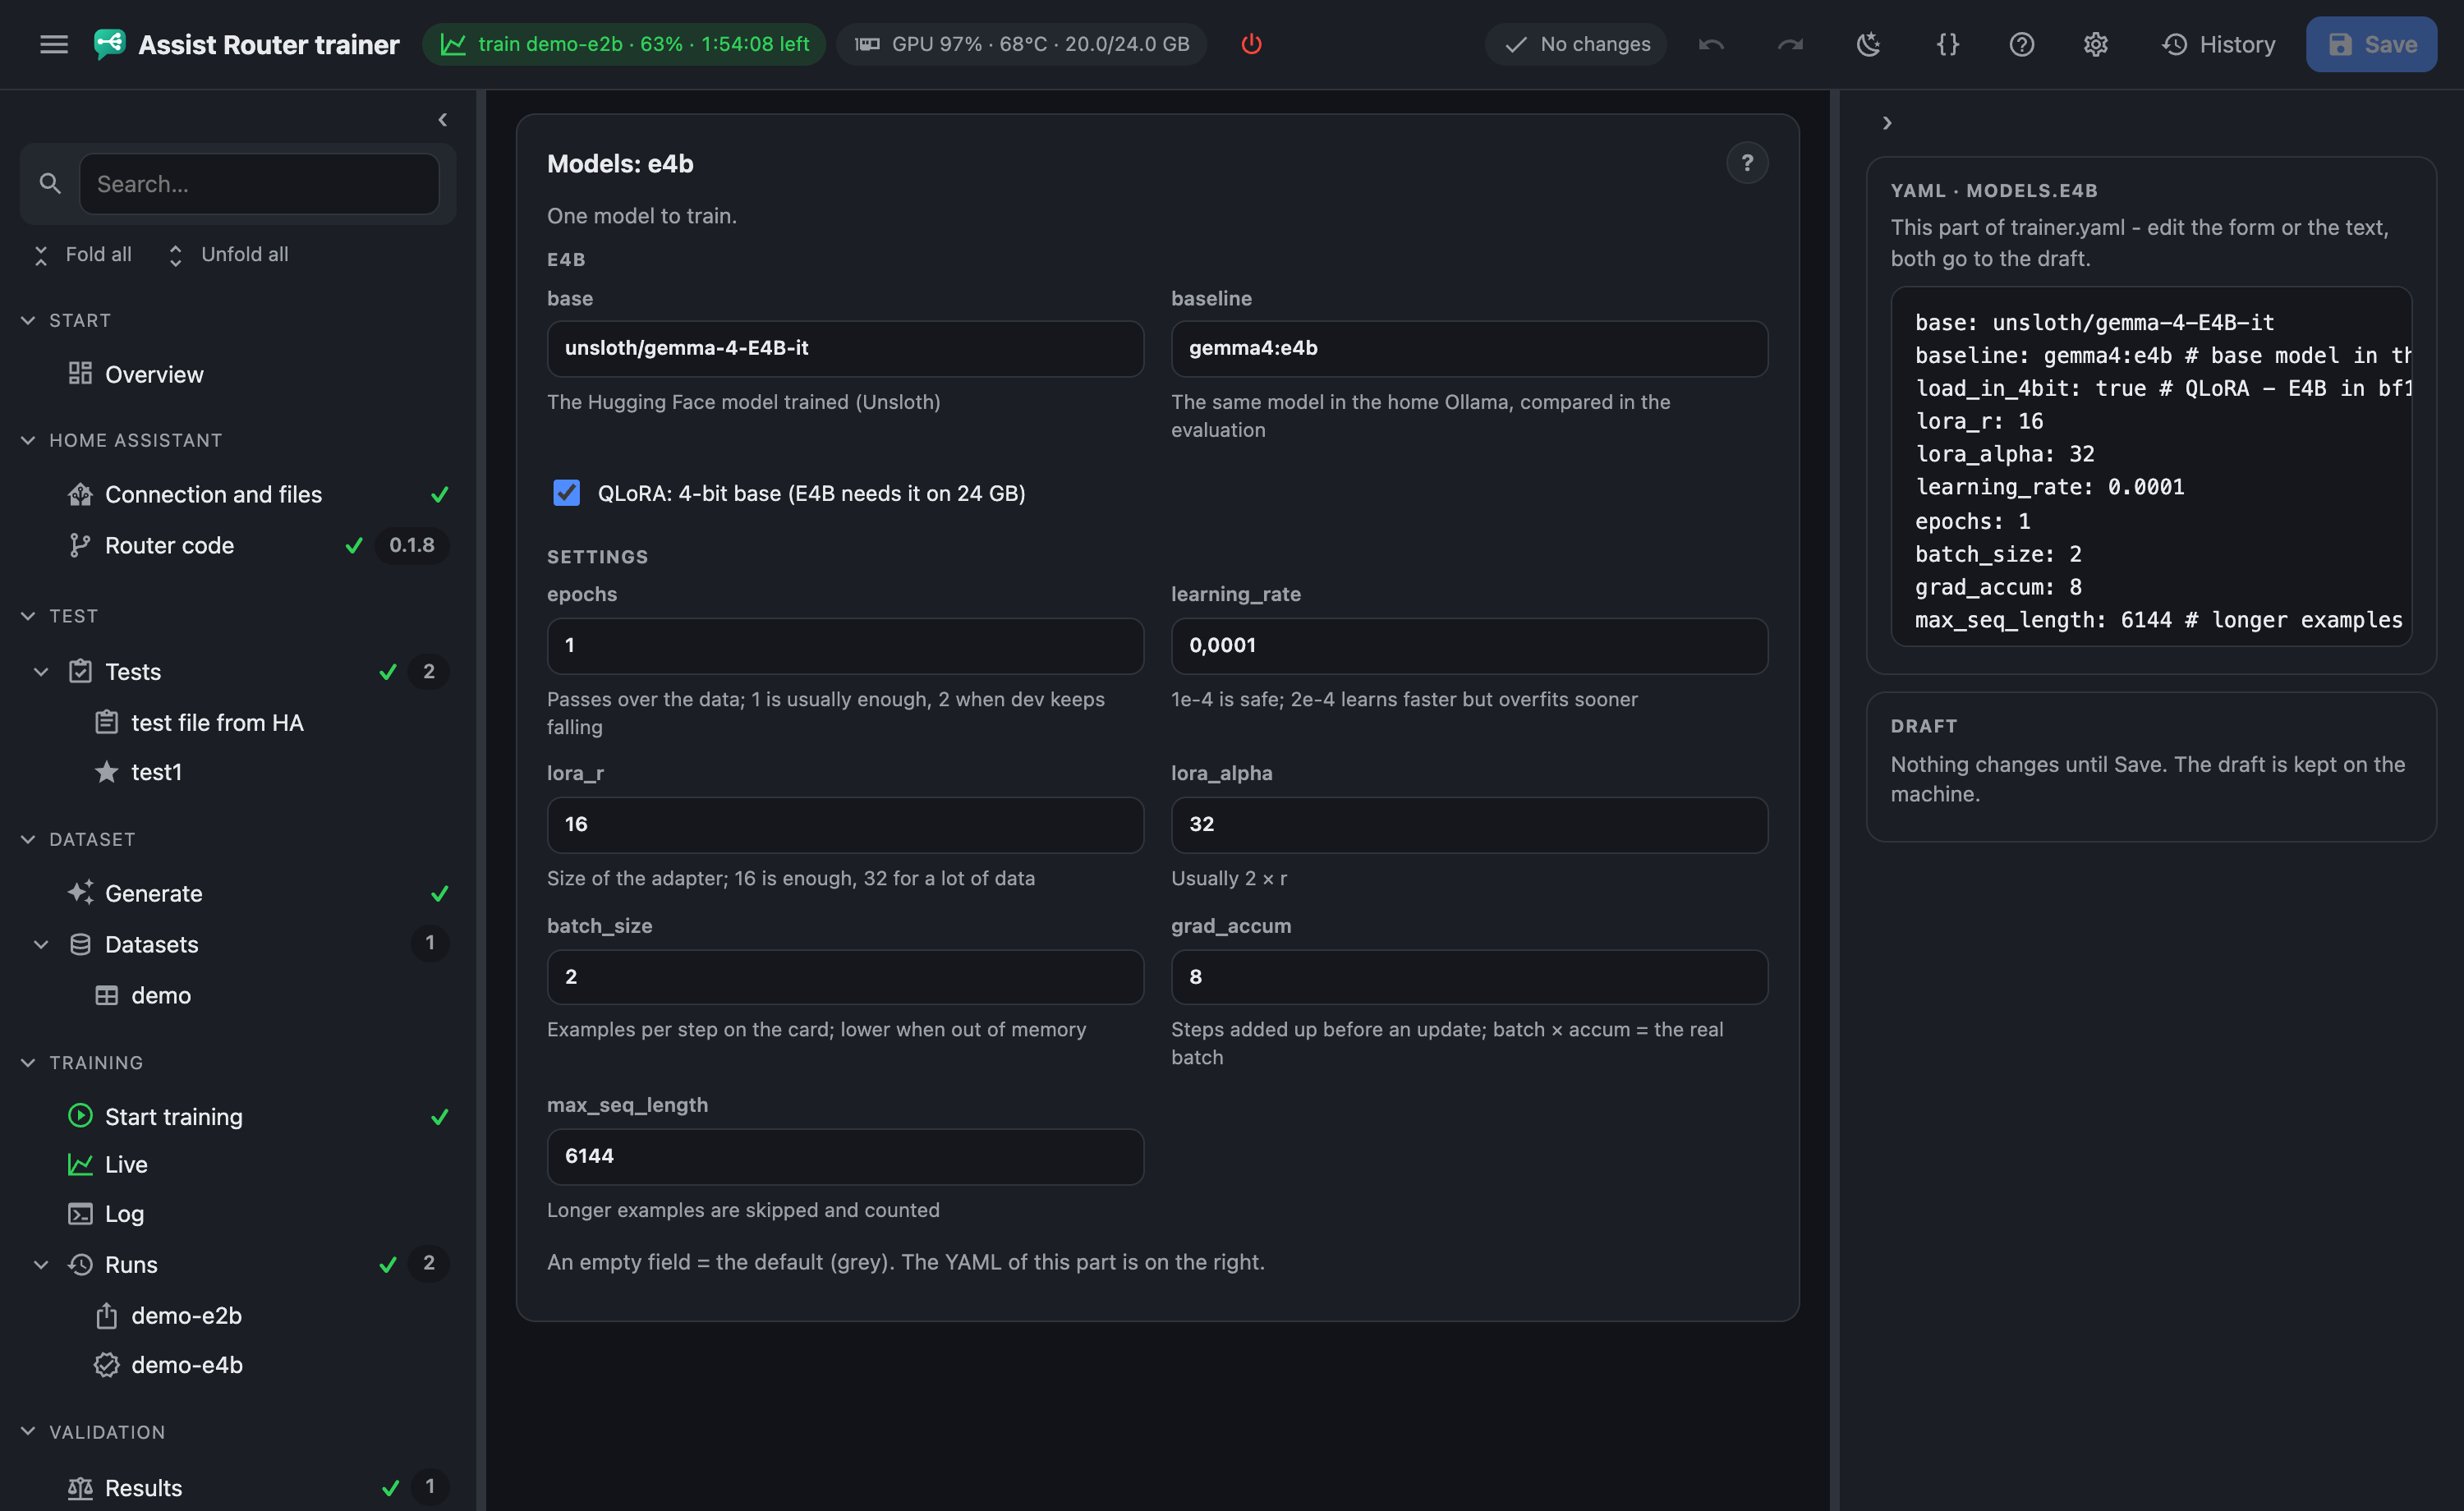 Assist Router trainer
train demo-e2b · 63% · 1:54:08 left
GPU 97% · 68°C · 20.0/24.0 GB
No changes
History
Save
Search...
Fold all
Unfold all
START
Overview
HOME ASSISTANT
Connection and files
Router code
0.1.8
TEST
Tests
2
test file from HA
test1
DATASET
Generate
Datasets
1
demo
TRAINING
Start training
Live
Log
Runs
2
demo-e2b
demo-e4b
VALIDATION
Results
1
Models: e4b
?
One model to train.
E4B
base
unsloth/gemma-4-E4B-it
The Hugging Face model trained (Unsloth)
baseline
gemma4:e4b
The same model in the home Ollama, compared in the
evaluation
QLoRA: 4-bit base (E4B needs it on 24 GB)
SETTINGS
epochs
1
Passes over the data; 1 is usually enough, 2 when dev keeps
falling
learning_rate
0,0001
1e-4 is safe; 2e-4 learns faster but overfits sooner
lora_r
16
Size of the adapter; 16 is enough, 32 for a lot of data
lora_alpha
32
Usually 2 × r
batch_size
2
Examples per step on the card; lower when out of memory
grad_accum
8
Steps added up before an update; batch × accum = the real
batch
max_seq_length
6144
Longer examples are skipped and counted
An empty field = the default (grey). The YAML of this part is on the right.
YAML · MODELS.E4B
This part of trainer.yaml - edit the form or the text,
both go to the draft.
base: unsloth/gemma-4-E4B-it
baseline: gemma4:e4b # base model in th
load_in_4bit: true # QLoRA - E4B in bf1
lora_r: 16
lora_alpha: 32
learning_rate: 0.0001
epochs: 1
batch_size: 2
grad_accum: 8
max_seq_length: 6144 # longer examples
DRAFT
Nothing changes until Save. The draft is kept on the
machine.